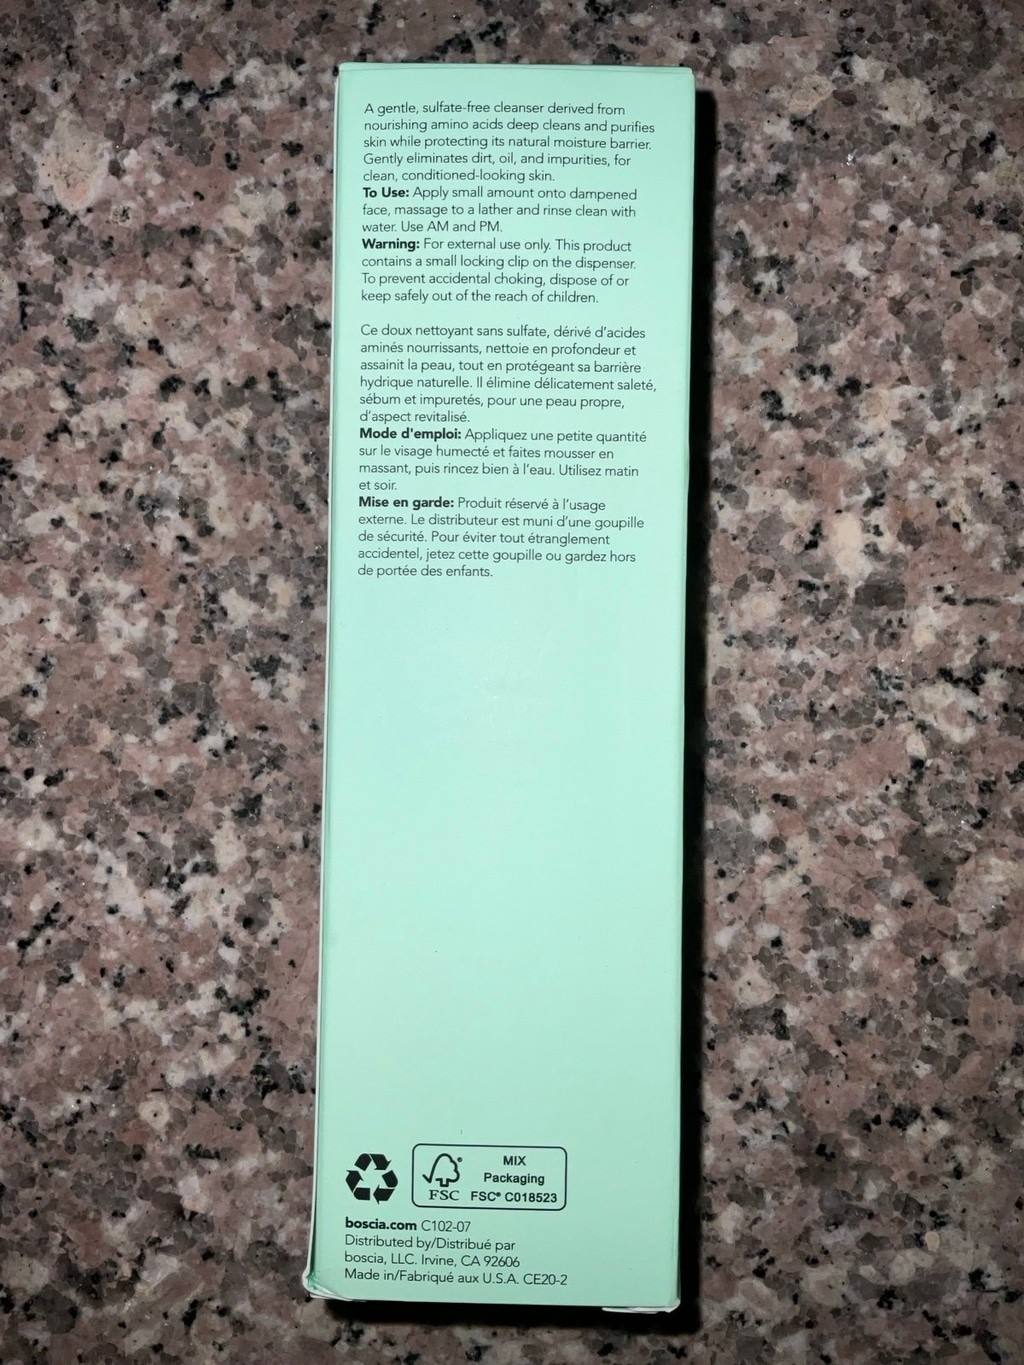 A gentle, sulfate-free cleanser derived from
nourishing amino acids deep cleans and purifies
skin while protecting its natural moisture barrier.
Gently eliminates dirt, oil, and impurities, for
clean, conditioned-looking skin.
To Use: Apply small amount onto dampened
face, massage to a lather and rinse clean with
water. Use AM and PM.
Warning: For external use only. This product
contains a small locking clip on the dispenser.
To prevent accidental choking, dispose of or
keep safely out of the reach of children.
Ce doux nettoyant sans sulfate, dérivé d'acides
aminés nourrissants, nettoie en profondeur et
assainit la peau, tout en protégeant sa barrière
hydrique naturelle. Il élimine délicatement saleté,
sébum et impuretés, pour une peau propre,
d'aspect revitalisé.
Mode d'emploi: Appliquez une petite quantité
sur le visage humecté et faites mousser en
massant, puis rincez bien à l'eau. Utilisez matin
et soir.
Mise en garde: Produit réservé à l'usage
externe. Le distributeur est muni d'une goupille
de sécurité. Pour éviter tout étranglement
accidentel, jetez cette goupille ou gardez hors
de portée des enfants.
MIX
Packaging
FSC FSC® C018523
boscia.com C102-07
Distributed by/Distribué par
boscia, LLC. Irvine, CA 92606
Made in/Fabriqué aux U.S.A. CE20-2